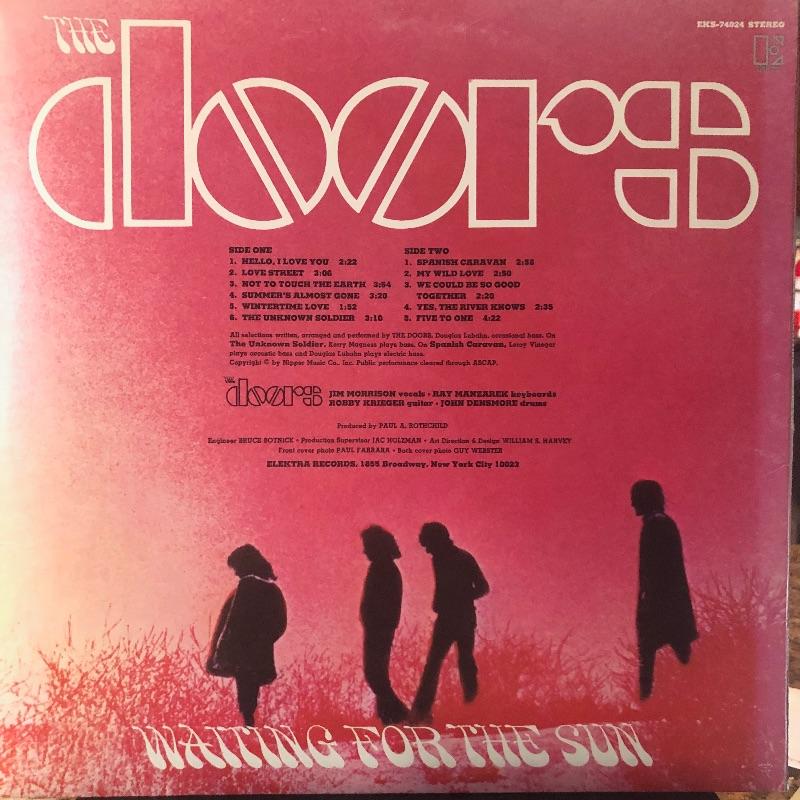 THE
doors
EKS-74024 STEREO
SIDE ONE
1. HELLO, I LOVE YOU 2:22
2. LOVE STREET 3:06
3. NOT TO TOUCH THE EARTH 3:54
4. SUMMER'S ALMOST GONE 3:20
5. WINTERTIME LOVE 1:52
6. THE UNKNOWN SOLDIER 3:10
SIDE TWO
1. SPANISH CARAVAN 2:58
2. MY WILD LOVE 2:50
3. WE COULD BE SO GOOD
TOGETHER 2:20
4. YES, THE RIVER KNOWS 2:35
5. FIVE TO ONE 4:22
All selections written, arranged and performed by THE DOORS. Douglas Lubahn, occasional bass. On
The Unknown Soldier, Kerry Magness plays bass. On Spanish Caravan, Leroy Vinegar
plays acoustic bass and Douglas Lubahn plays electric bass.
Copyright © by Nipper Music Co., Inc. Public performance cleared through ASCAP.
THE
doors
JIM MORRISON vocals • RAY MANZAREK keyboards
ROBBY KRIEGER guitar • JOHN DENSMORE drums
Produced by PAUL A. ROTHCHILD
Engineer BRUCE BOTNICK • Production Supervisor JAC HOLZMAN • Art Direction & Design WILLIAM S. HARVEY
Front cover photo PAUL FARRARA • Back cover photo GUY WEBSTER
ELEKTRA RECORDS, 1855 Broadway, New York City 10023
WAITING FOR THE SUN